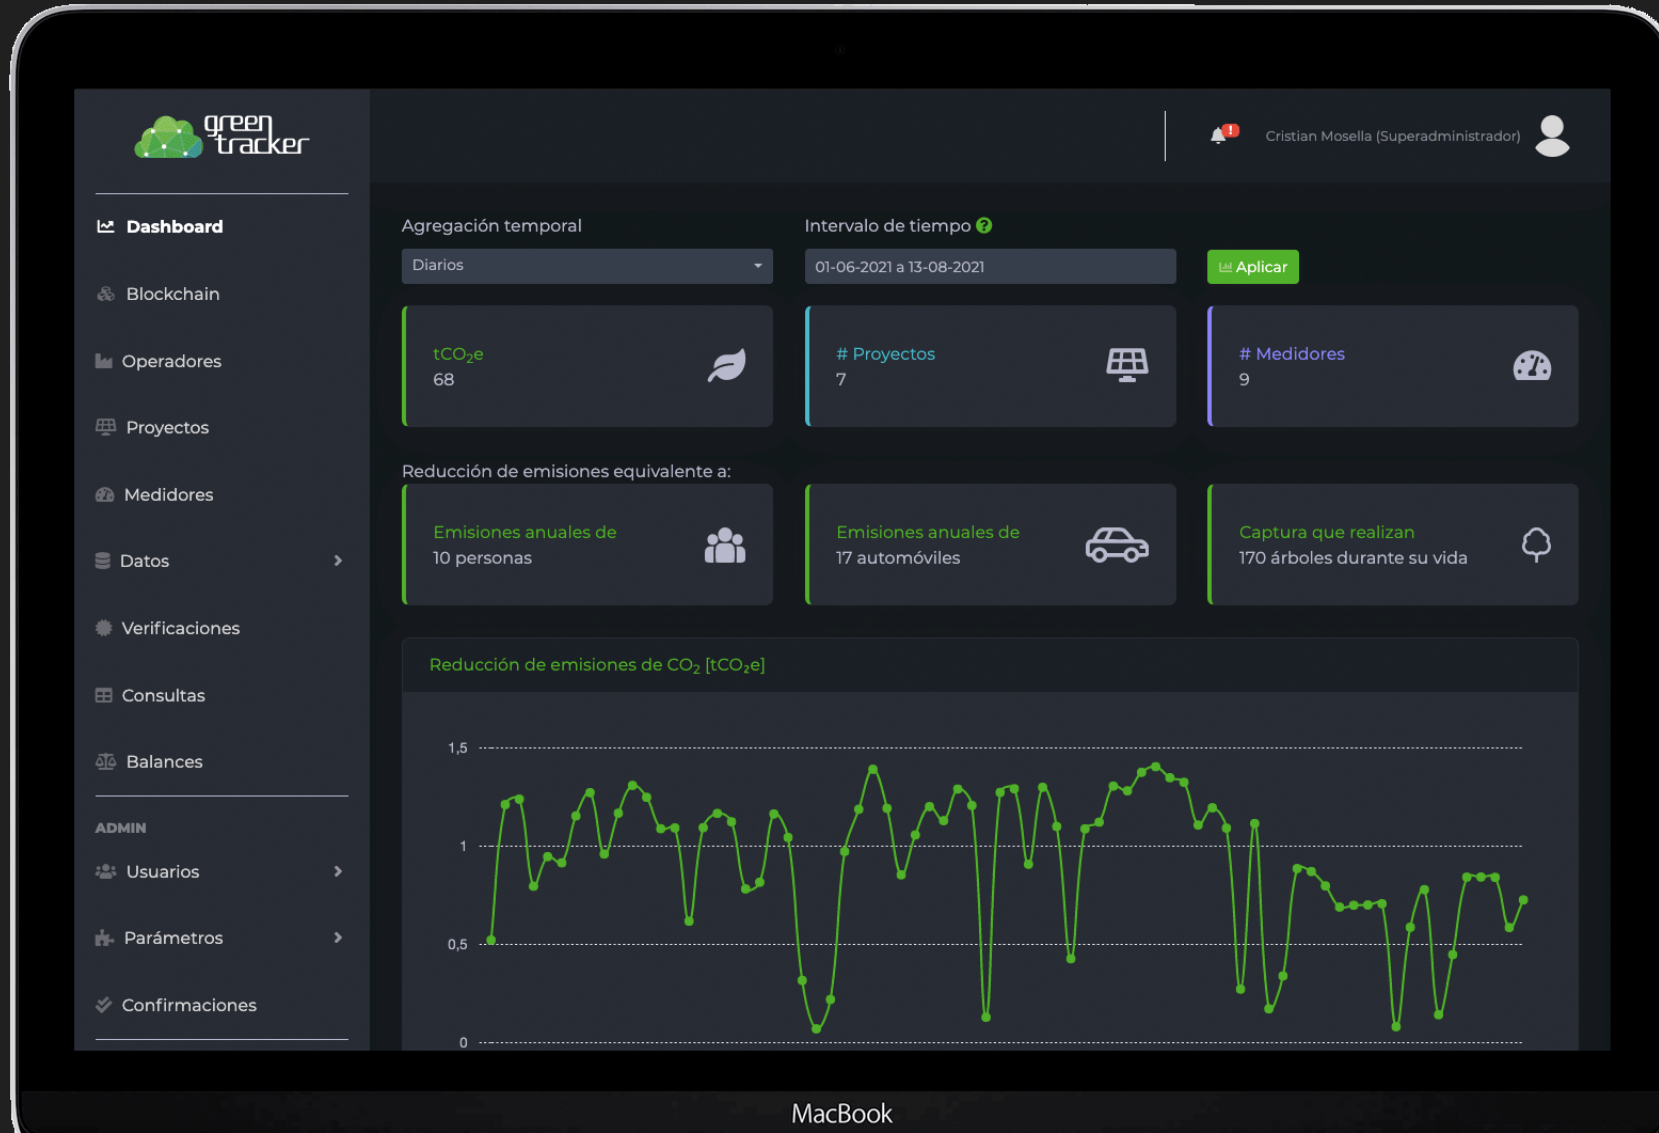 green
tracker
Cristian Mosella (Superadministrador)
Dashboard
Blockchain
Operadores
Proyectos
Medidores
Datos
Verificaciones
Consultas
Balances
ADMIN
Usuarios
Parámetros
Confirmaciones
Agregación temporal
Diarios
Intervalo de tiempo
01-06-2021 a 13-08-2021
Aplicar
tCO₂e
68
# Proyectos
7
# Medidores
9
Reducción de emisiones equivalente a:
Emisiones anuales de
10 personas
Emisiones anuales de
17 automóviles
Captura que realizan
170 árboles durante su vida
Reducción de emisiones de CO₂ [tCO₂e]
1,5
1
0,5
0
MacBook